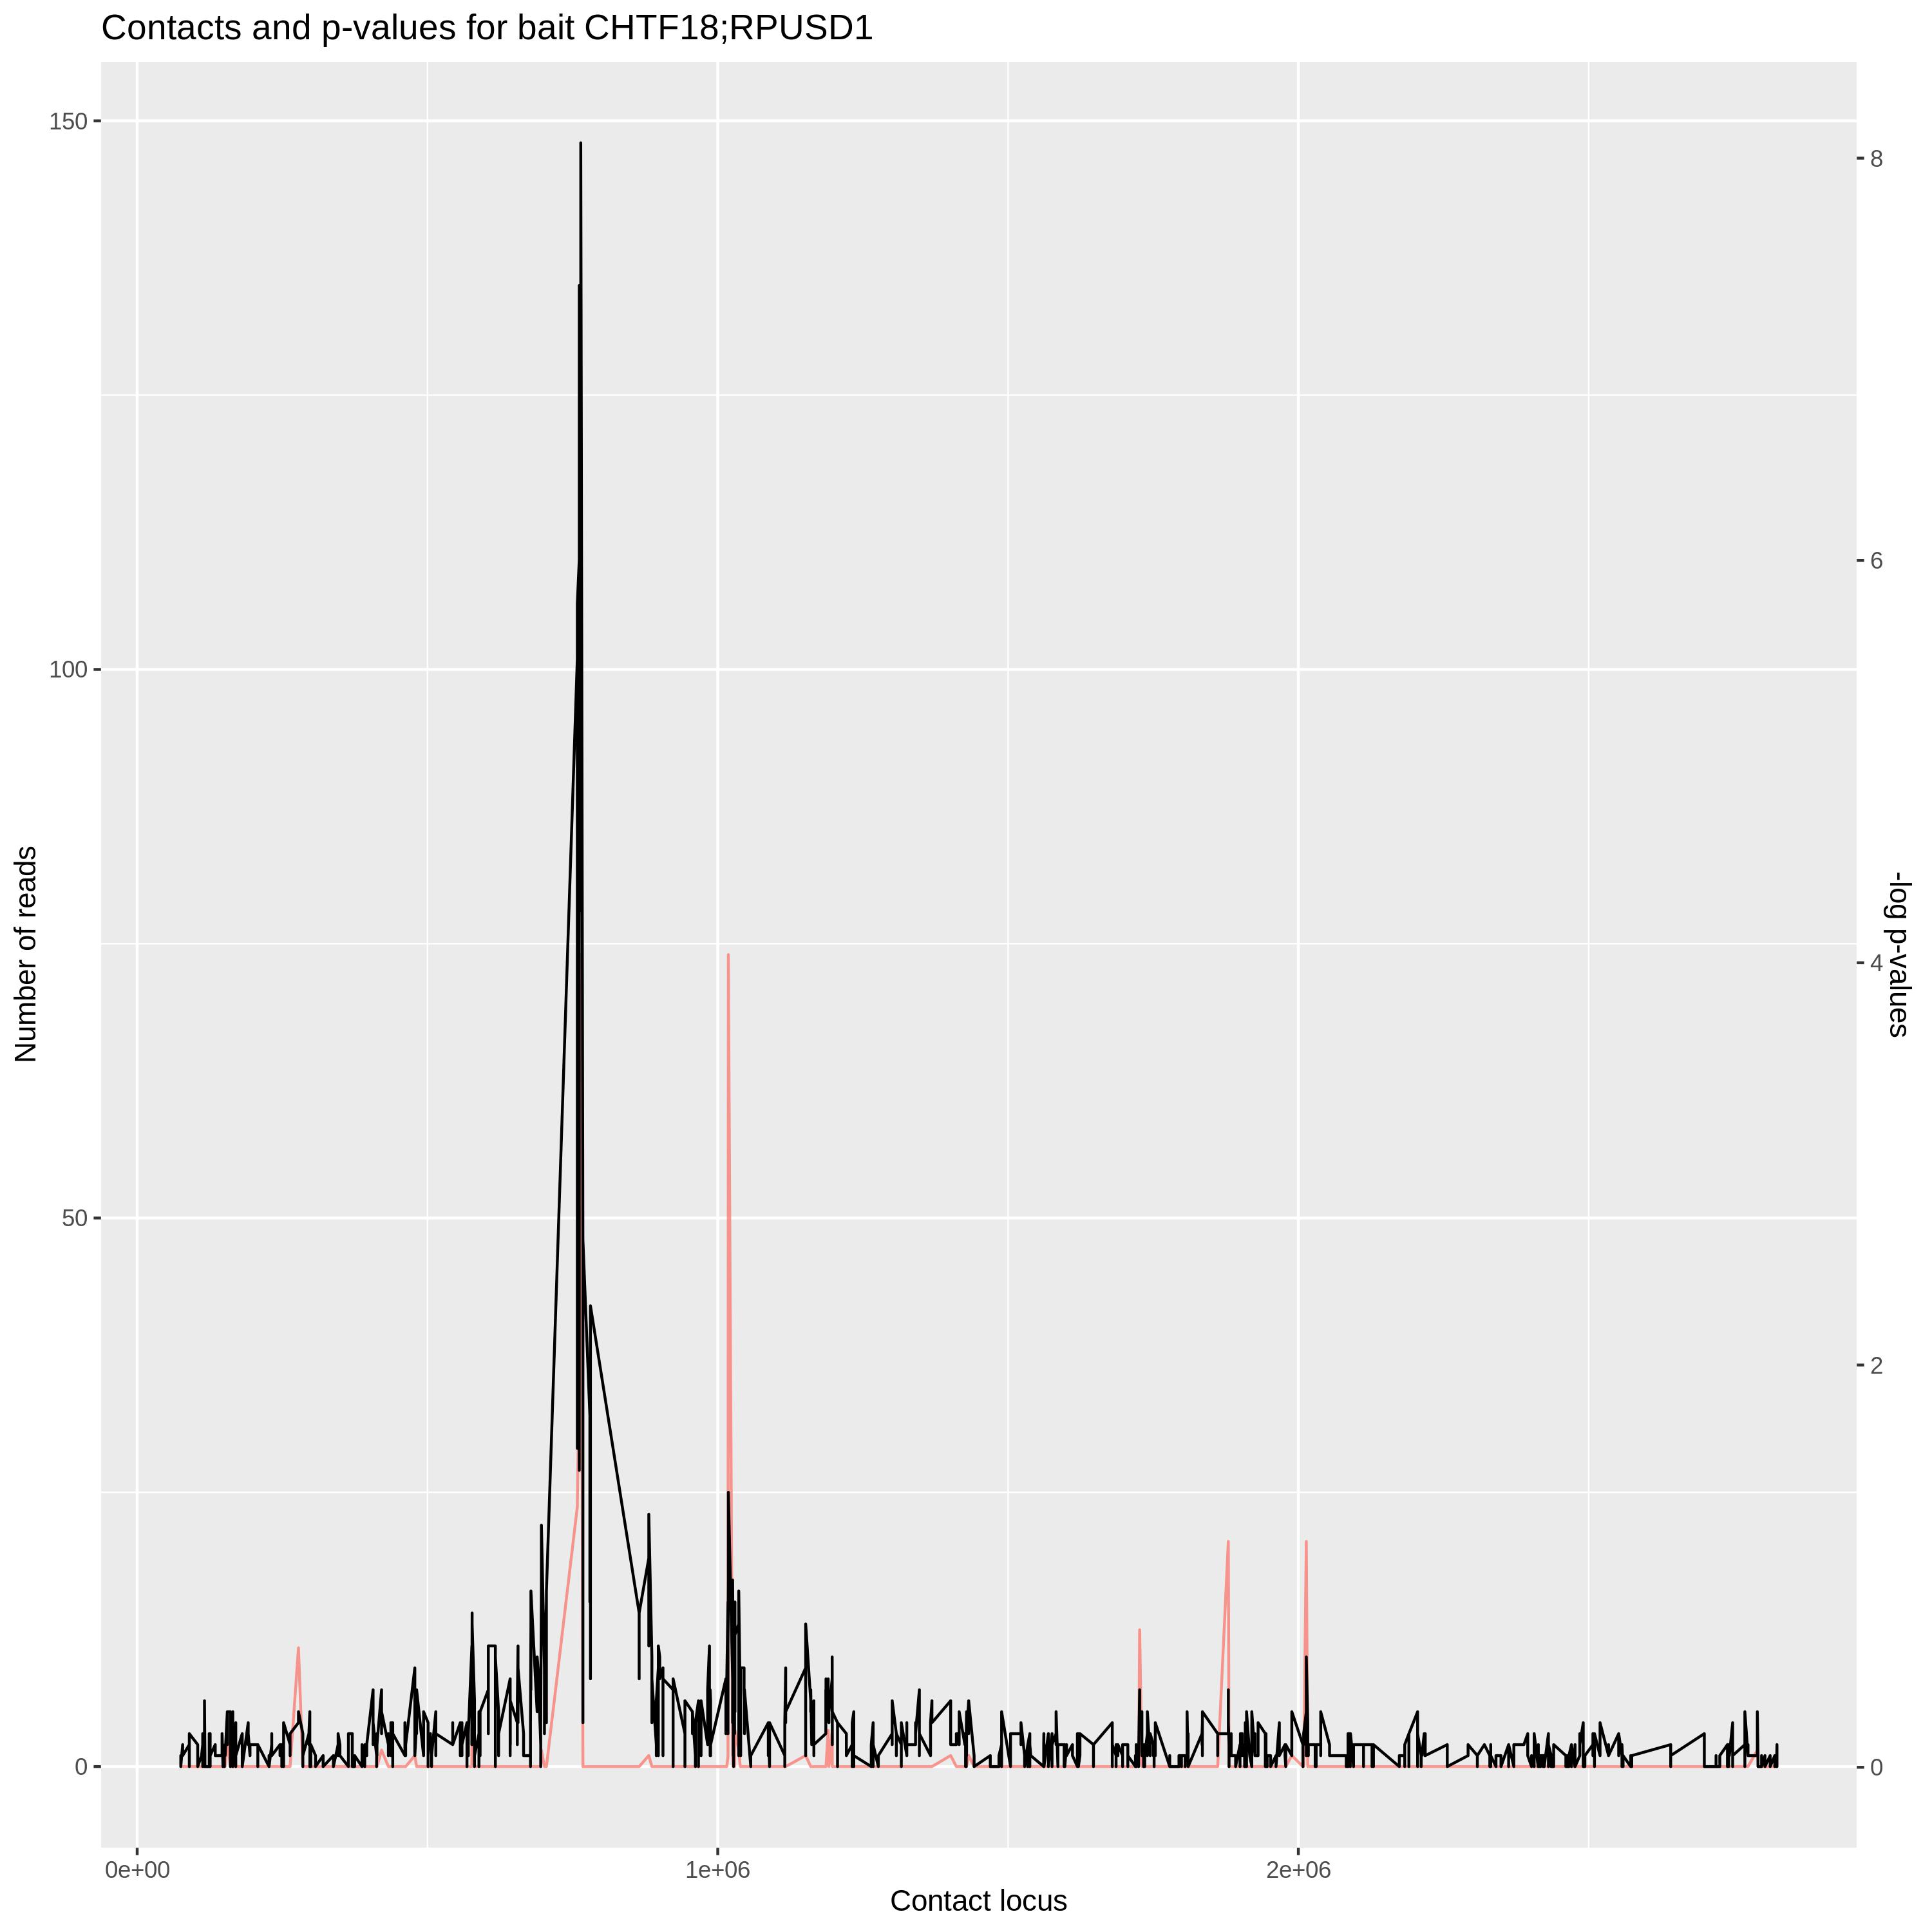 Contacts and p-values for bait CHTF18;RPUSD1
150
100
50
0
8
6
4
2
0
Number of reads
-log p-values
0e+00
1e+06
2e+06
Contact locus